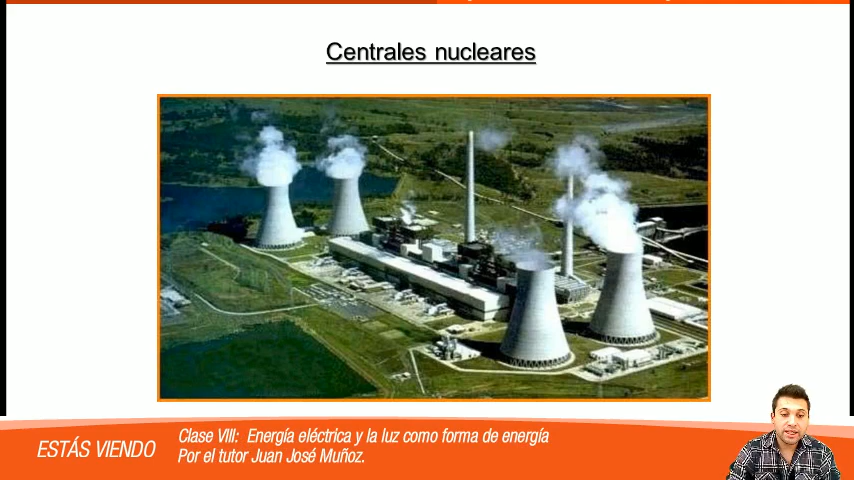 Centrales nucleares
ESTÁS VIENDO
Clase VIII: Energía eléctrica y la luz como forma de energía
Por el tutor Juan José Muñoz.